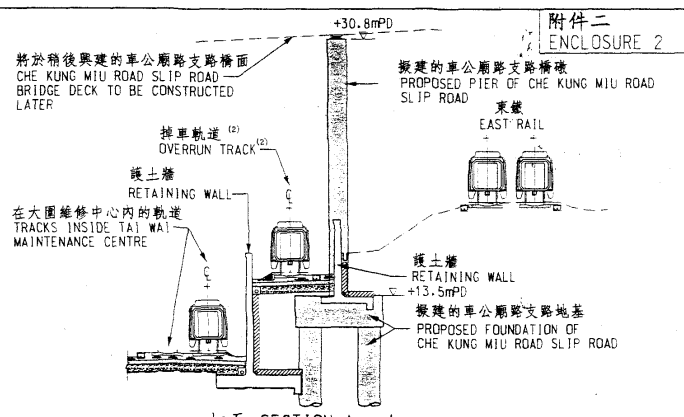 附件二
ENCLOSURE 2
+30.8mPD
將於稍後興建的車公廟路支路橋面
CHE KUNG MIU ROAD SLIP ROAD
BRIDGE DECK TO BE CONSTRUCTED
LATER
擬建的車公廟路支路橋礅
PROPOSED PIER OF CHE KUNG MIU ROAD
SLIP ROAD
東鐵
EAST RAIL
掉車軌道 (2)
OVERRUN TRACK(2)
護土牆
RETAINING WALL
在大圍維修中心內的軌道
TRACKS INSIDE TAI WAI
MAINTENANCE CENTRE
護土牆
RETAINING WALL
+13.5mPD
擬建的車公廟路支路地基
PROPOSED FOUNDATION OF
CHE KUNG MIU ROAD SLIP ROAD